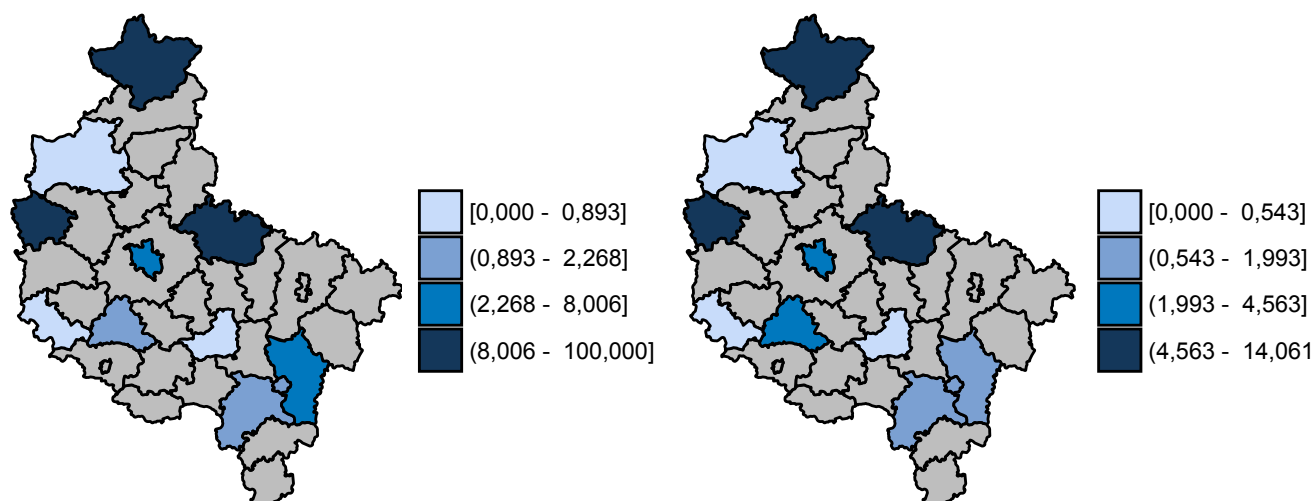 [0,000 - 0,893]
(0,893 - 2,268]
(2,268 - 8,006]
(8,006 - 100,000]
[0,000 - 0,543]
(0,543 - 1,993]
(1,993 - 4,563]
(4,563 - 14,061